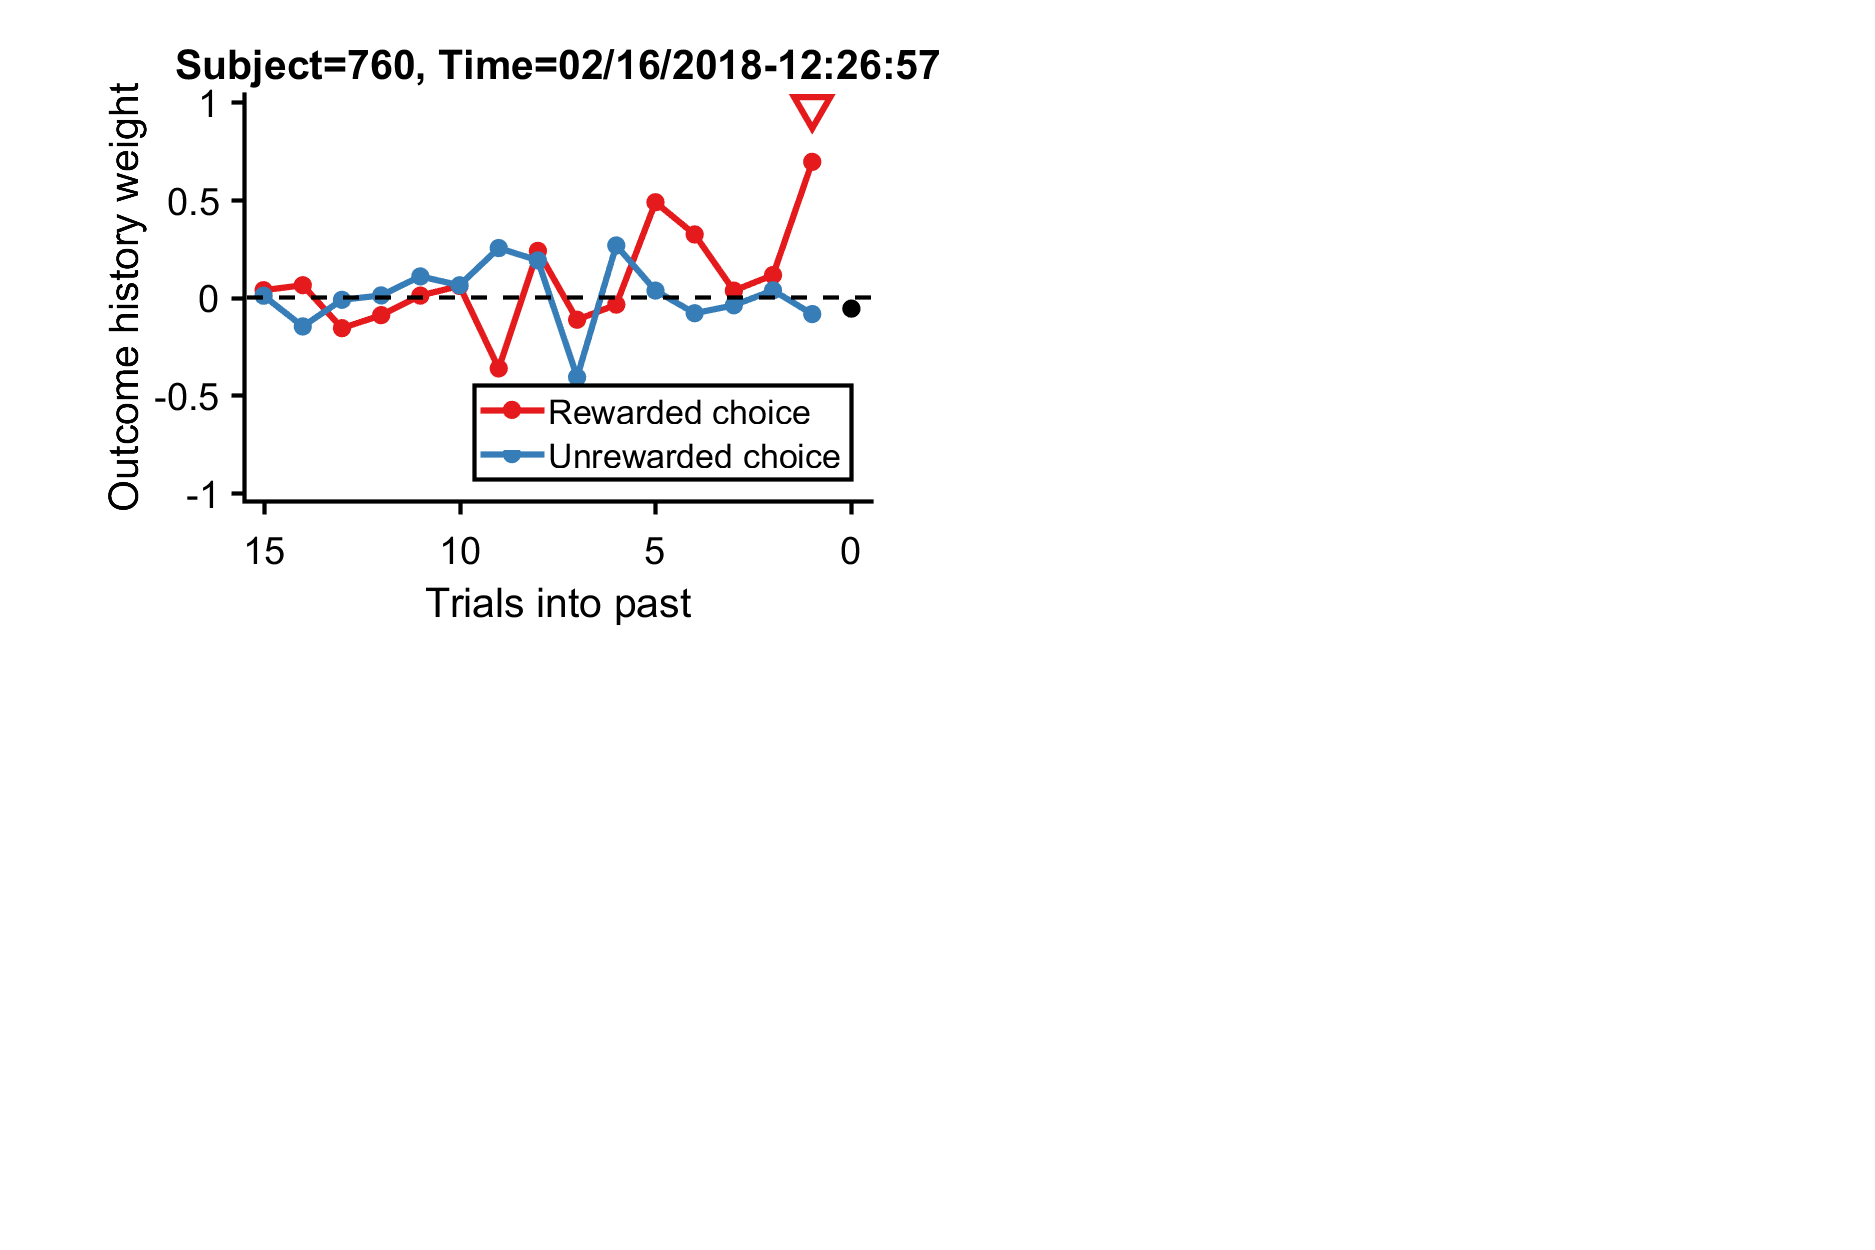 Subject=760, Time=02/16/2018-12:26:57
Outcome history weight
1
0.5
0
-0.5
-1
Rewarded choice
Unrewarded choice
15 10 5 0
Trials into past